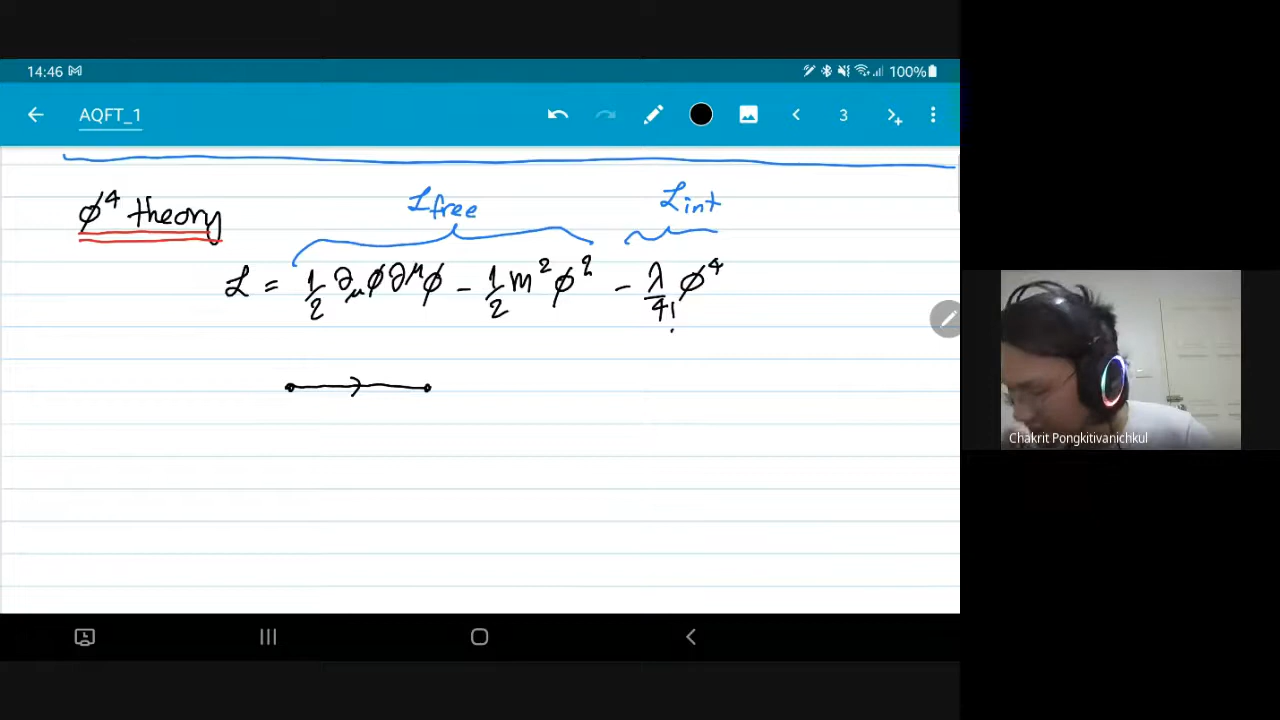 14:46 100%
AQFT_1 3
ℒfree ℒint
ϕ⁴ theory
ℒ = 1/2 ∂μϕ∂^μϕ - 1/2 m²ϕ² - λ/4! ϕ⁴
Chakrit Pongkitivanichkul